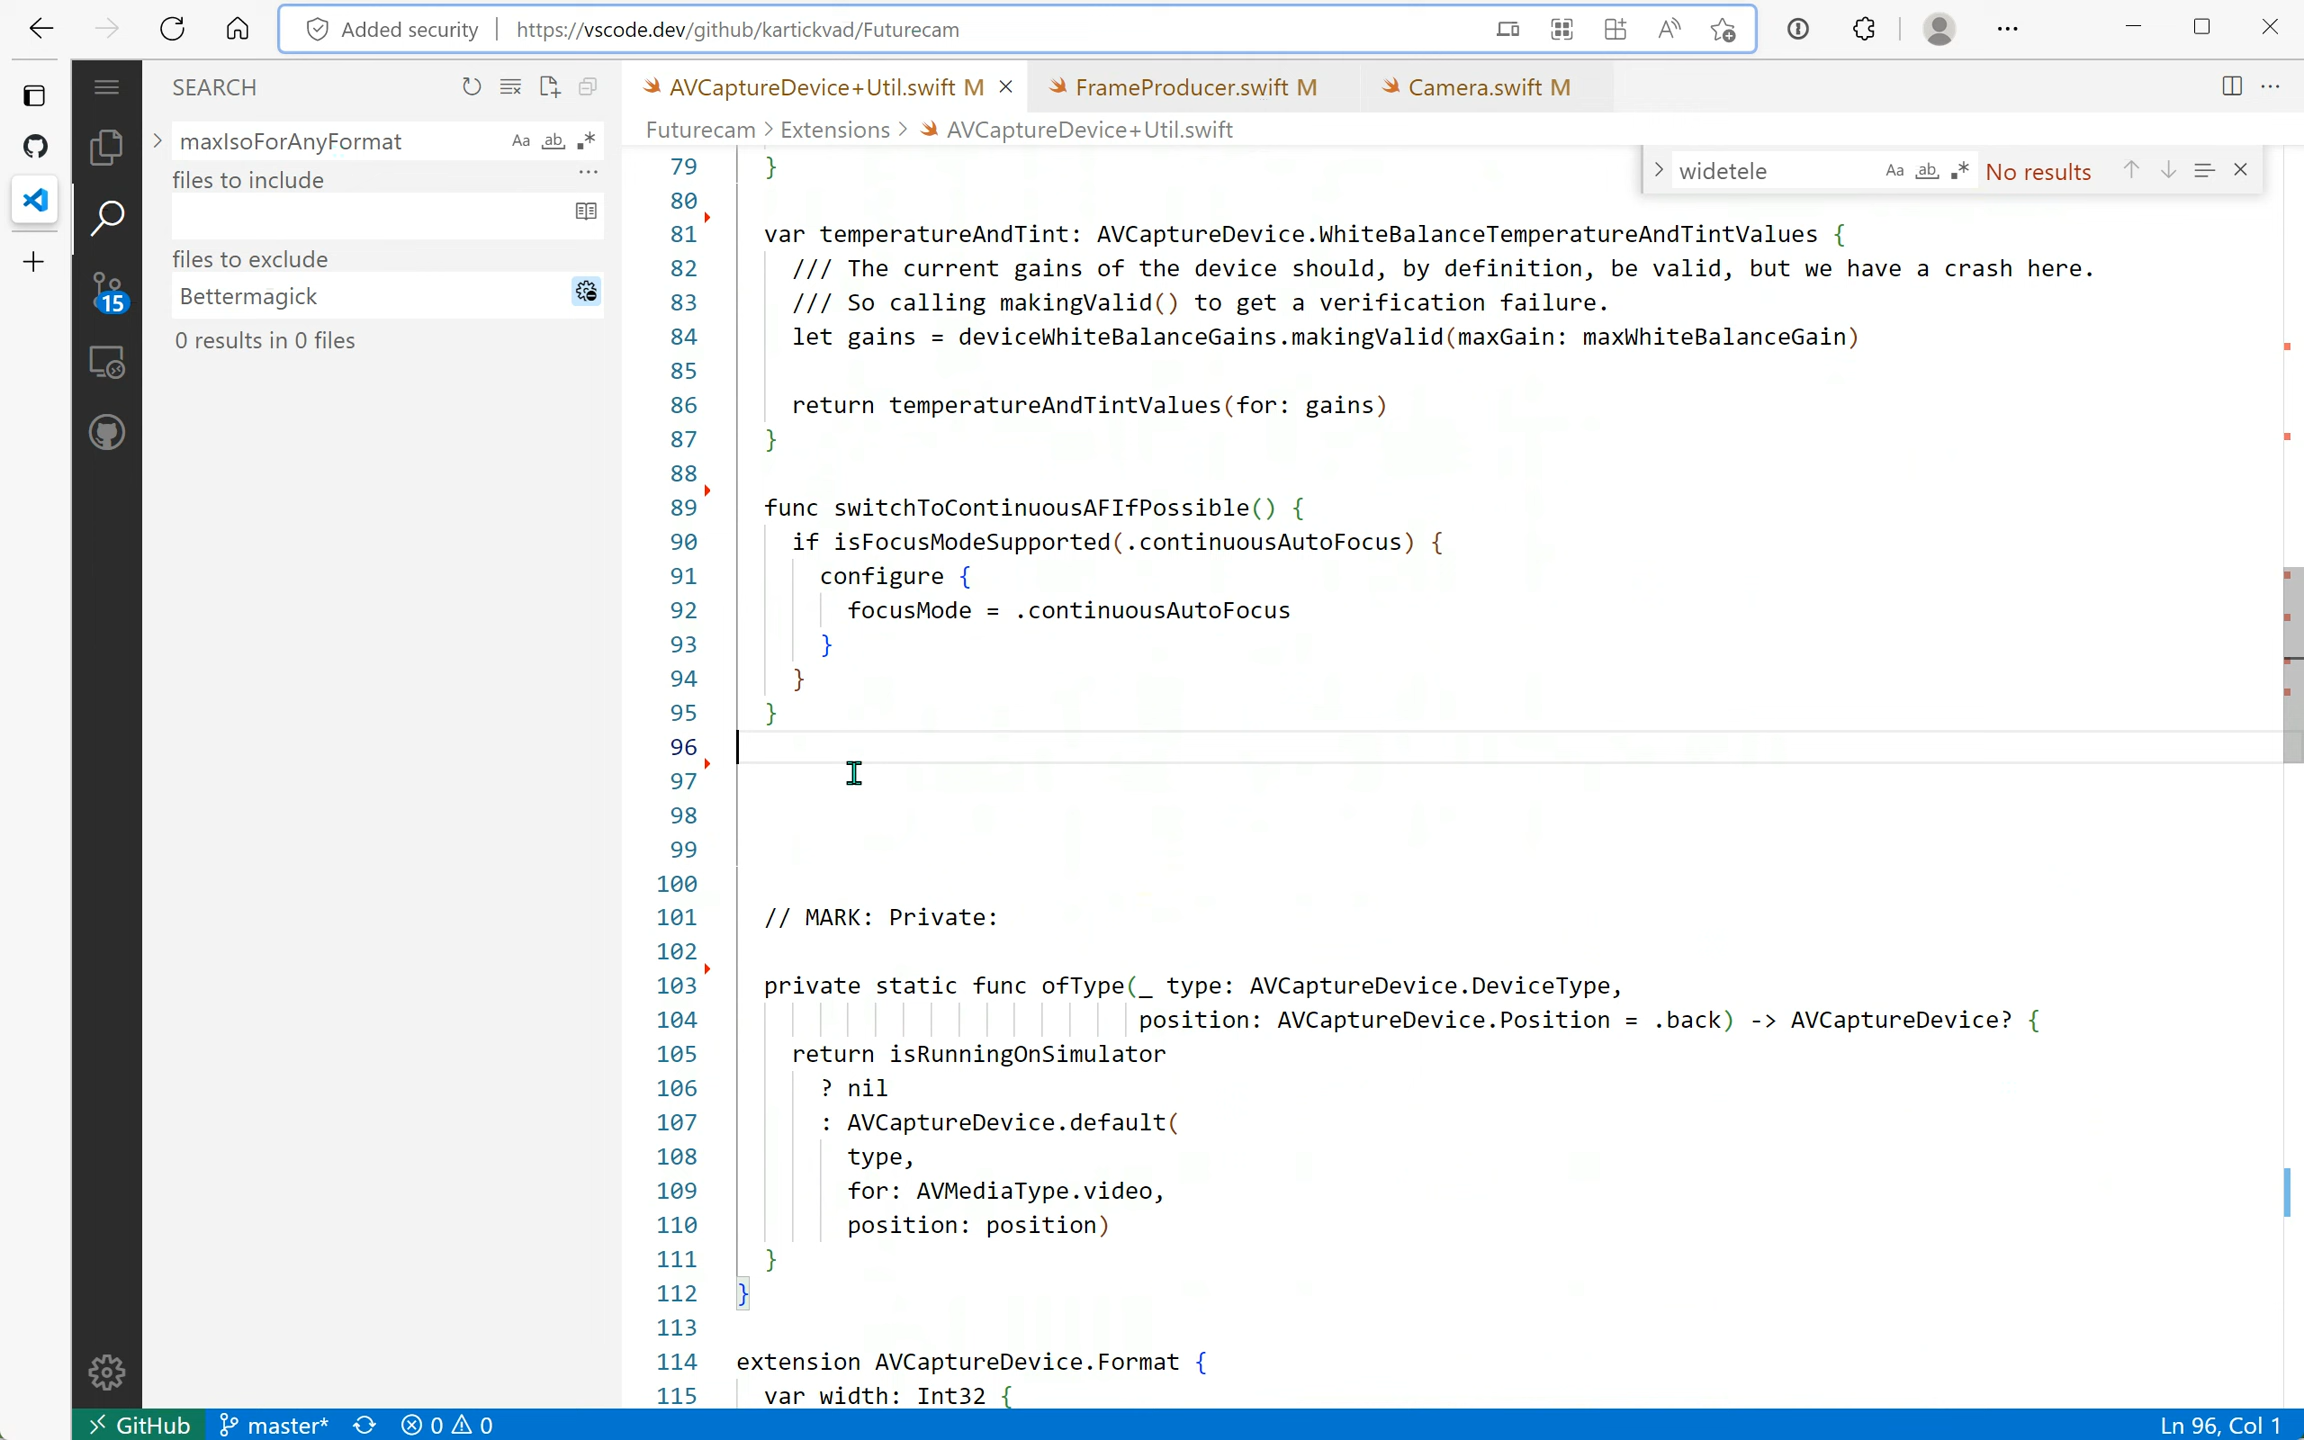 Added security
https://vscode.dev/github/kartickvad/Futurecam
SEARCH
AVCaptureDevice+Util.swift M
FrameProducer.swift M
Camera.swift M
maxIsoForAnyFormat
Aa ab .*
files to include
files to exclude
Bettermagick
0 results in 0 files
15
Futurecam > Extensions > AVCaptureDevice+Util.swift
widetele
Aa ab .*
No results
79 }
80
81 var temperatureAndTint: AVCaptureDevice.WhiteBalanceTemperatureAndTintValues {
82 /// The current gains of the device should, by definition, be valid, but we have a crash here.
83 /// So calling makingValid() to get a verification failure.
84 let gains = deviceWhiteBalanceGains.makingValid(maxGain: maxWhiteBalanceGain)
85
86 return temperatureAndTintValues(for: gains)
87 }
88
89 func switchToContinuousAFIfPossible() {
90 if isFocusModeSupported(.continuousAutoFocus) {
91 configure {
92 focusMode = .continuousAutoFocus
93 }
94 }
95 }
96
97
98
99
100
101 // MARK: Private:
102
103 private static func ofType(_ type: AVCaptureDevice.DeviceType,
104 position: AVCaptureDevice.Position = .back) -> AVCaptureDevice? {
105 return isRunningOnSimulator
106 ? nil
107 : AVCaptureDevice.default(
108 type,
109 for: AVMediaType.video,
110 position: position)
111 }
112 }
113
114 extension AVCaptureDevice.Format {
115 var width: Int32 {
GitHub
master*
0 0
Ln 96, Col 1